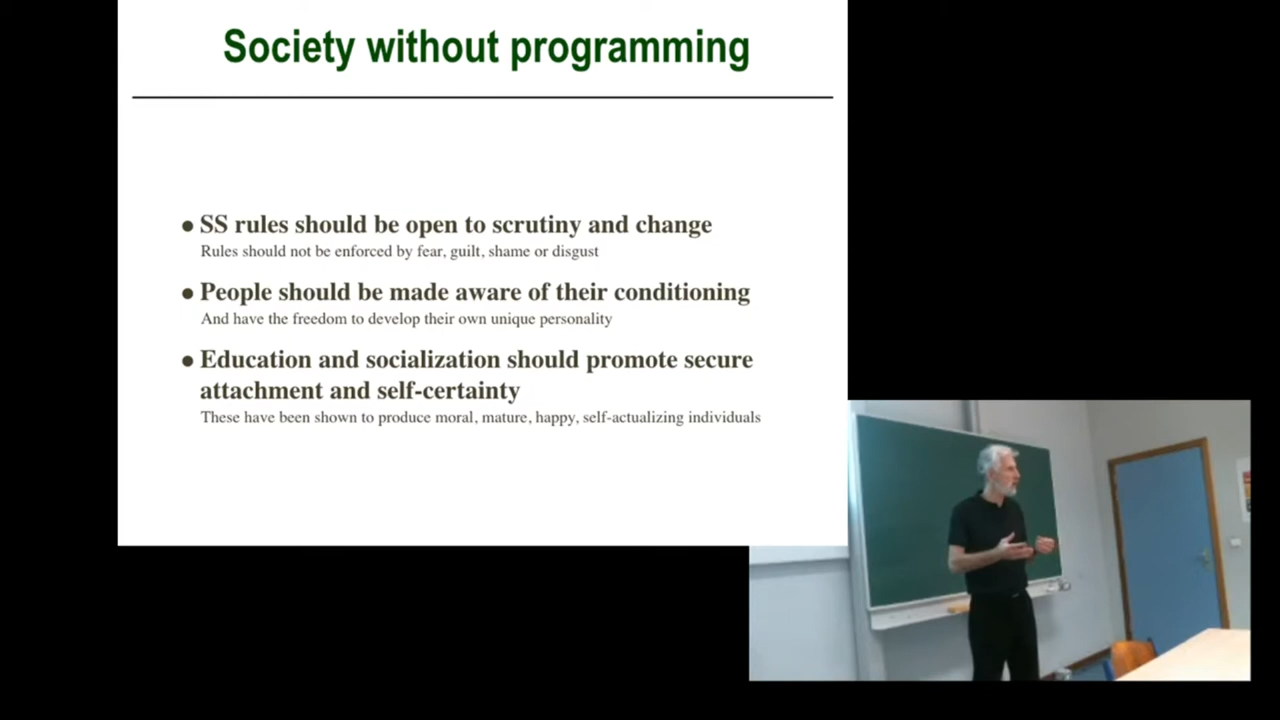 Society without programming
● SS rules should be open to scrutiny and change
Rules should not be enforced by fear, guilt, shame or disgust
● People should be made aware of their conditioning
And have the freedom to develop their own unique personality
● Education and socialization should promote secure
attachment and self-certainty
These have been shown to produce moral, mature, happy, self-actualizing individuals